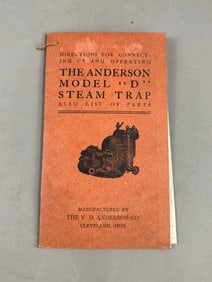 DIRECTIONS FOR CONNECT-
ING UP AND OPERATING
THE ANDERSON
MODEL "D"
STEAM TRAP
ALSO LIST OF PARTS
MANUFACTURED BY
THE V. D. ANDERSON CO.
CLEVELAND, OHIO